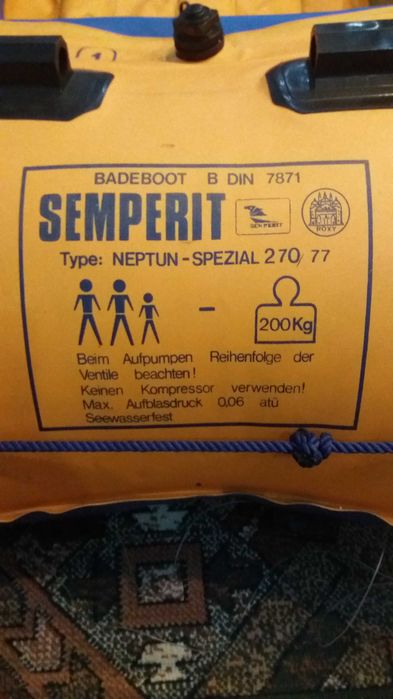 1
BADEBOOT B DIN 7871
SEMPERIT
SEMPERIT
ROXY
Type: NEPTUN-SPEZIAL 270/77
200Kg
Beim Aufpumpen Reihenfolge der
Ventile beachten!
Keinen Kompressor verwenden!
Max. Aufblasdruck 0,06 atü
Seewasserfest